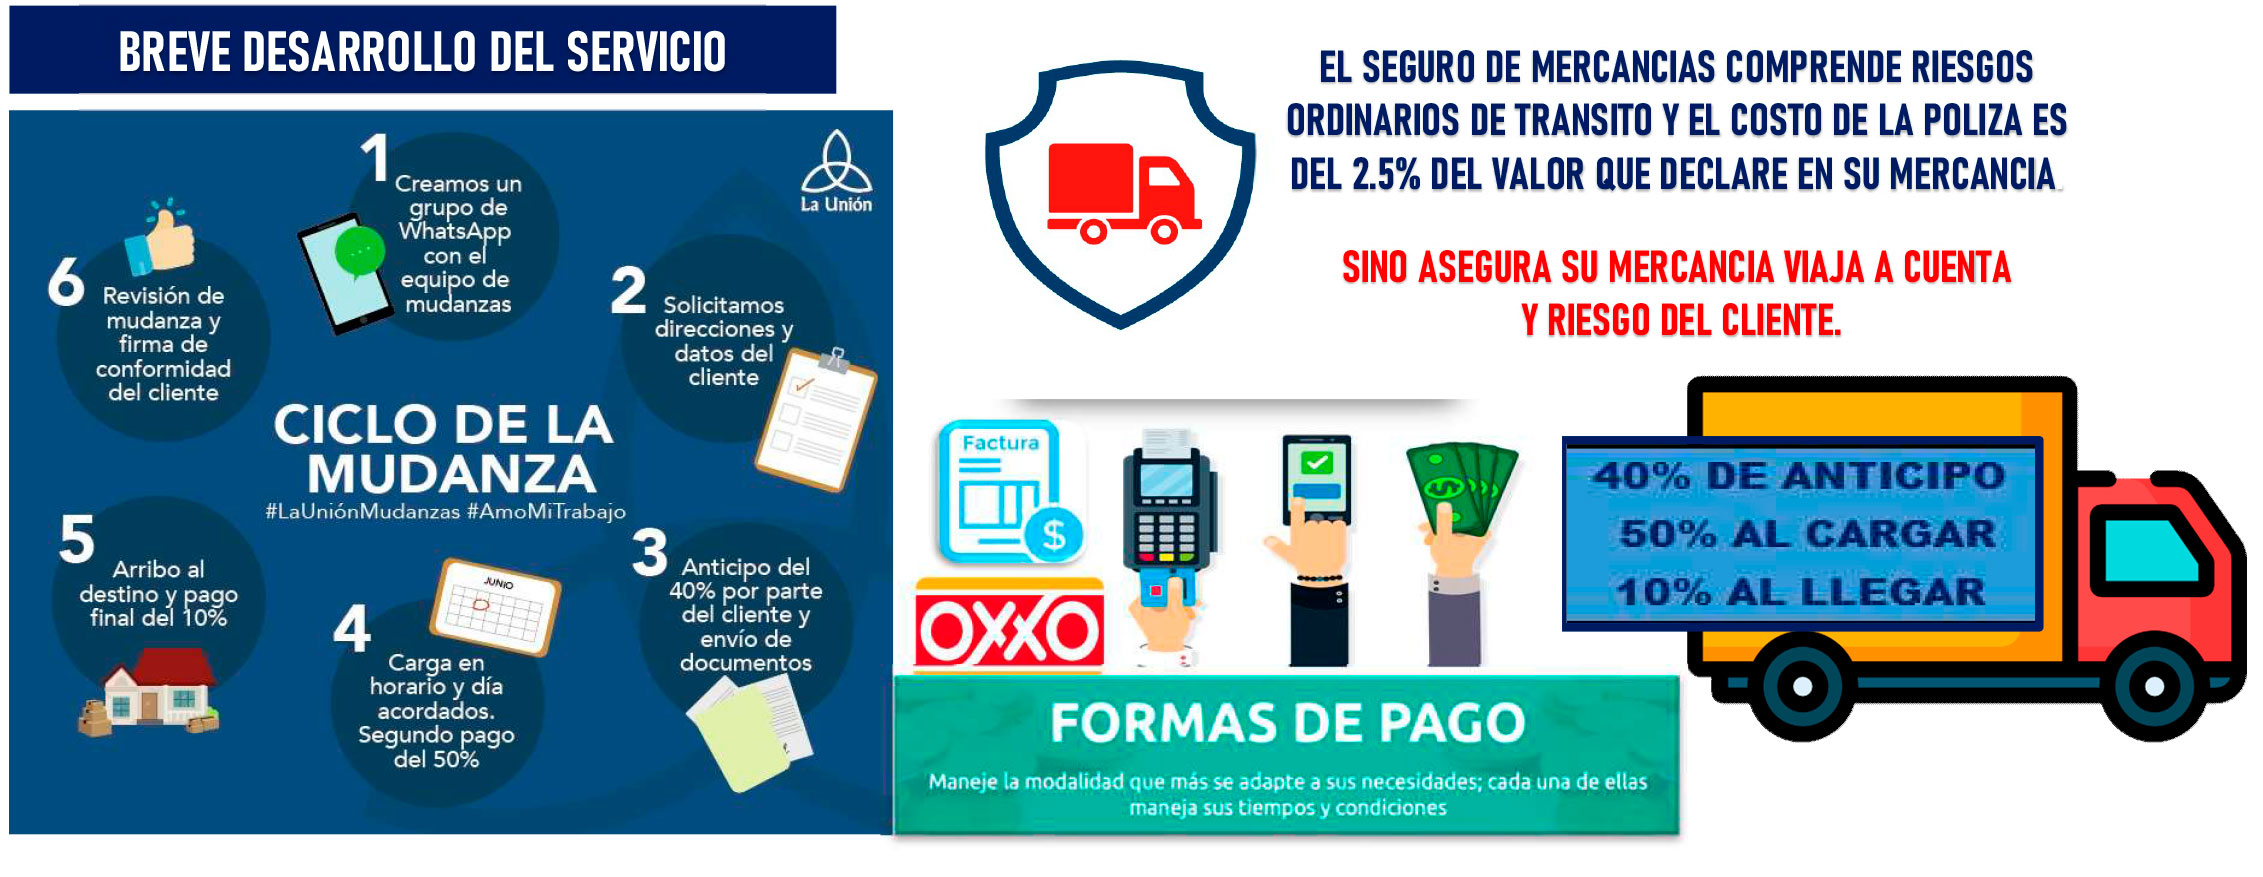 BREVE DESARROLLO DEL SERVICIO
La Unión
1
Creamos un
grupo de
WhatsApp
con el
equipo de
mudanzas
2
Solicitamos
direcciones y
datos del
cliente
3
Anticipo del
40% por parte
del cliente y
envío de
documentos
4
JUNIO
Carga en
horario y día
acordados.
Segundo pago
del 50%
5
Arribo al
destino y pago
final del 10%
6
Revisión de
mudanza y
firma de
conformidad
del cliente
CICLO DE LA
MUDANZA
#LaUniónMudanzas #AmoMiTrabajo
EL SEGURO DE MERCANCIAS COMPRENDE RIESGOS
ORDINARIOS DE TRANSITO Y EL COSTO DE LA POLIZA ES
DEL 2.5% DEL VALOR QUE DECLARE EN SU MERCANCIA.
SINO ASEGURA SU MERCANCIA VIAJA A CUENTA
Y RIESGO DEL CLIENTE.
Factura
$
$
OXXO
FORMAS DE PAGO
Maneje la modalidad que más se adapte a sus necesidades; cada una de ellas
maneja sus tiempos y condiciones
40% DE ANTICIPO
50% AL CARGAR
10% AL LLEGAR